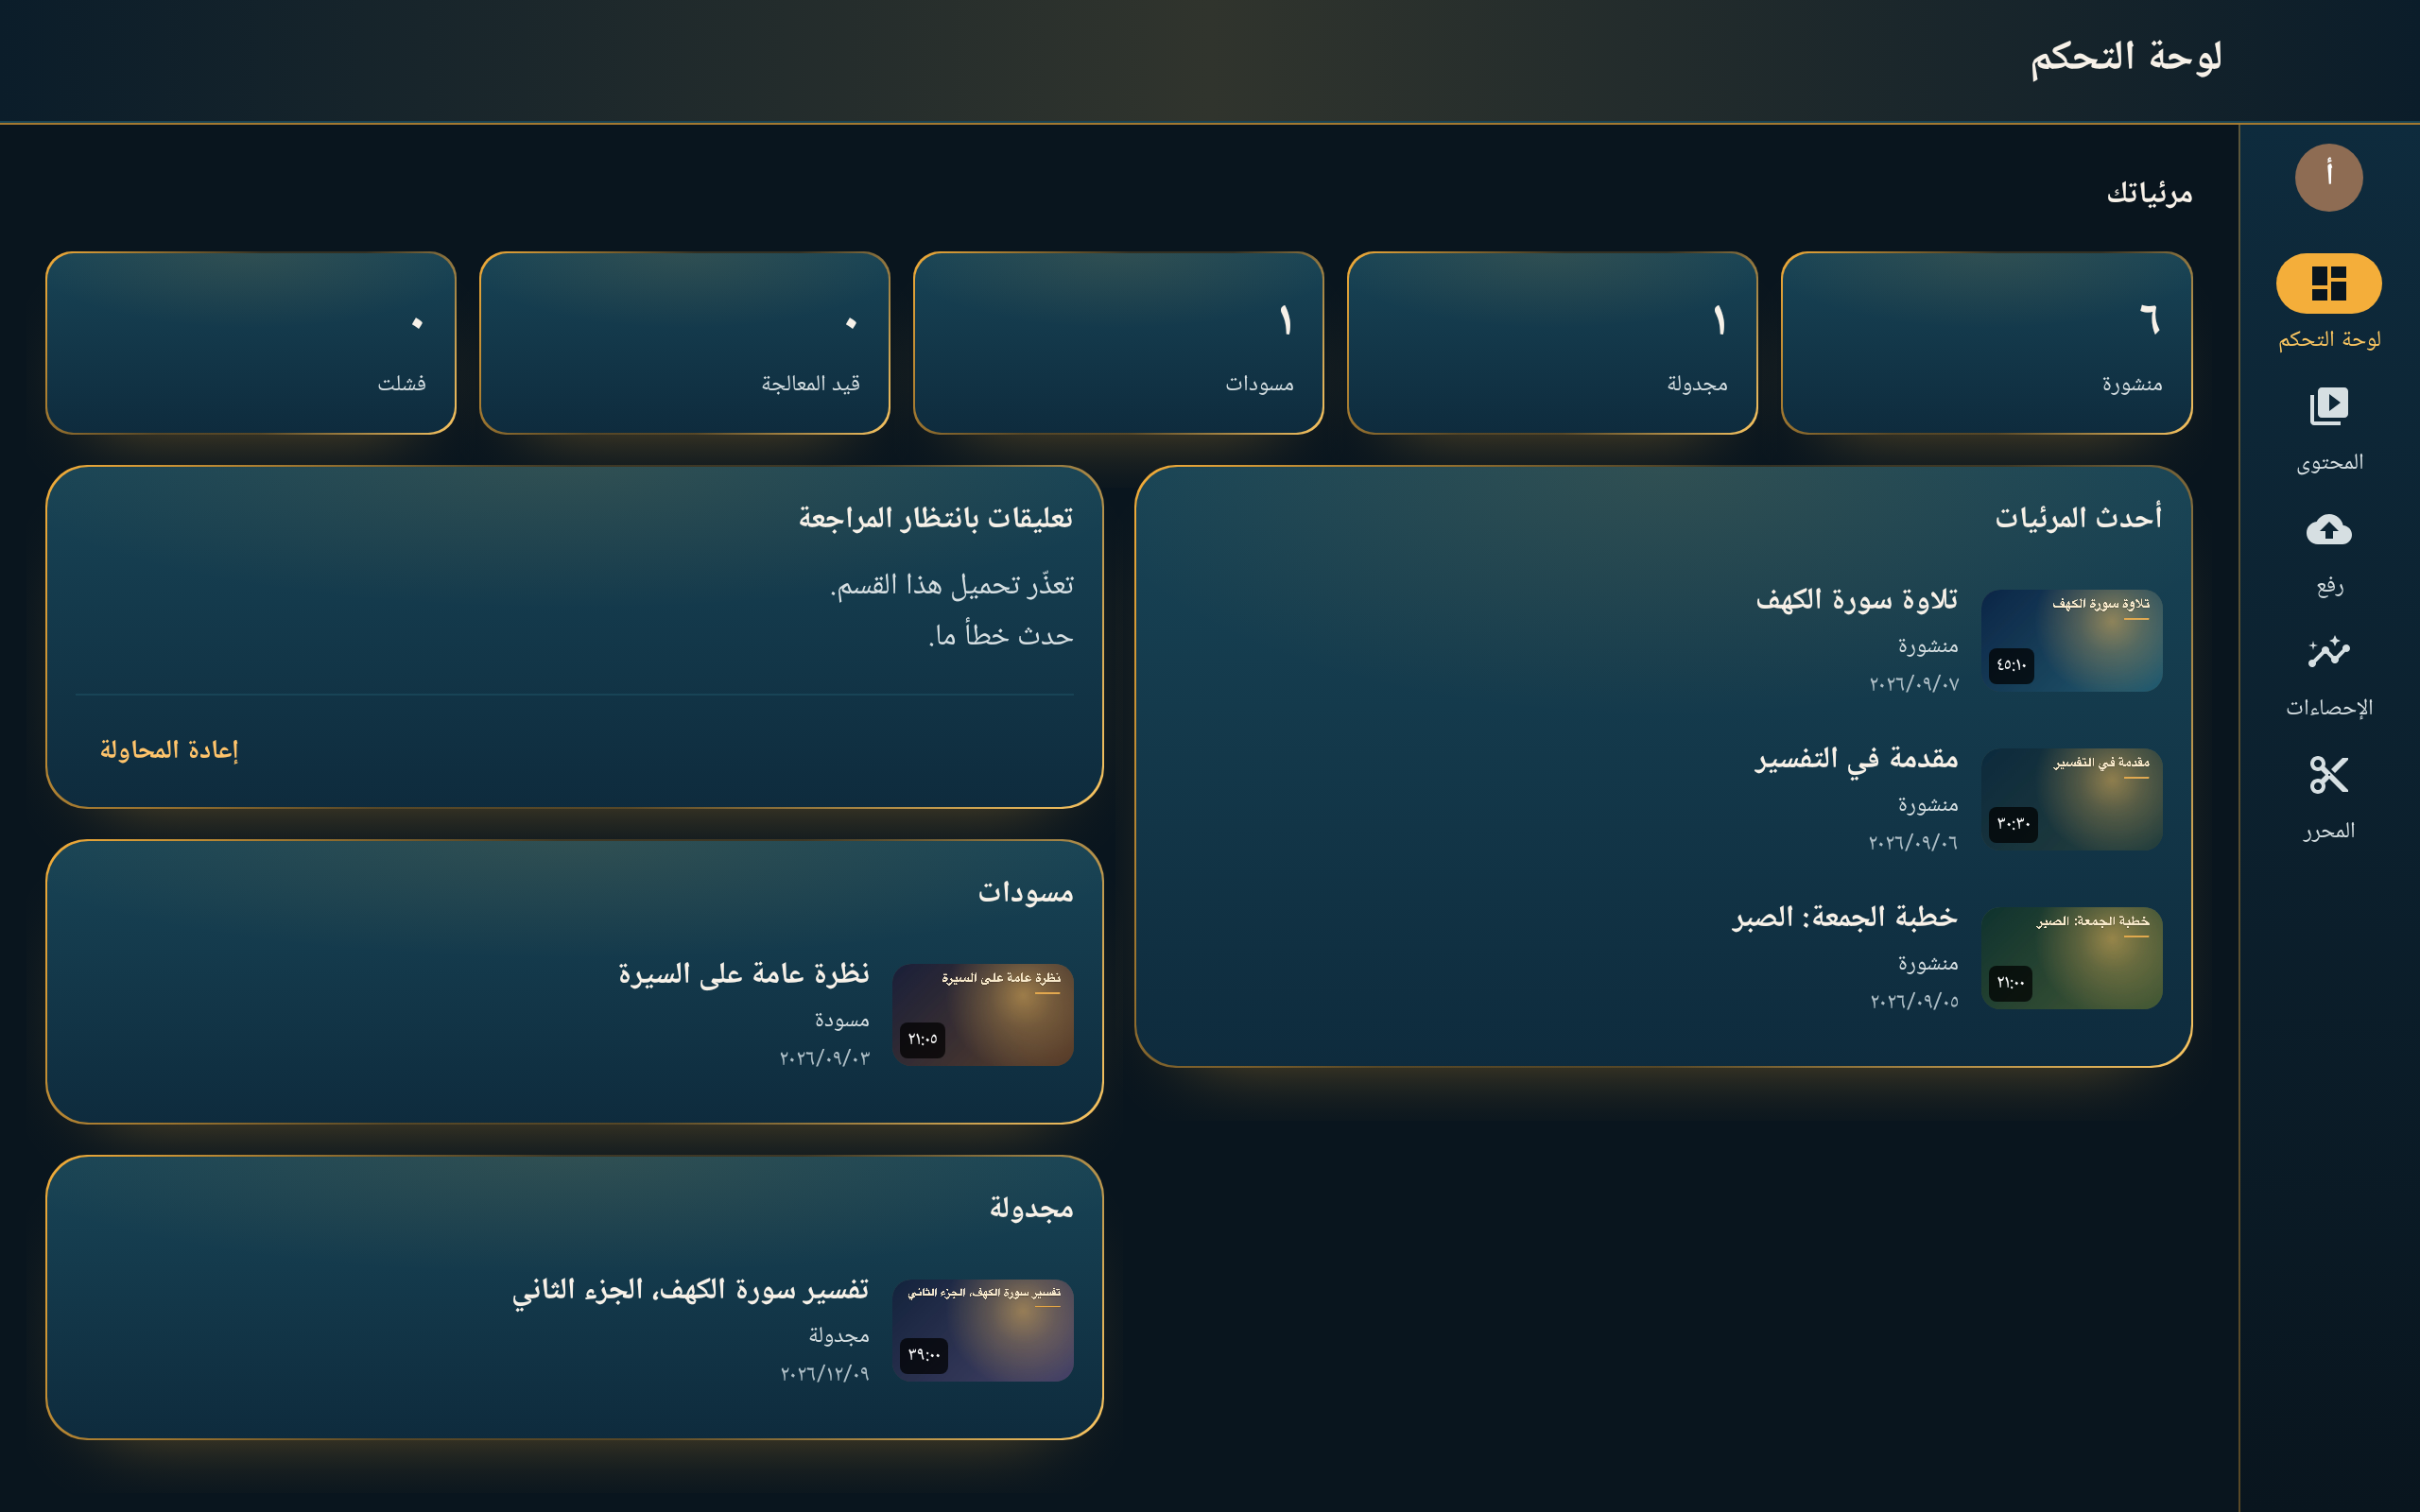 لوحة التحكم
أ
لوحة التحكم
المحتوى
رفع
الإحصاءات
المحرر
مرئياتك
٦
منشورة
١
مجدولة
١
مسودات
٠
قيد المعالجة
٠
فشلت
أحدث المرئيات
تلاوة سورة الكهف
٤٥:١٠
تلاوة سورة الكهف
منشورة
٢٠٢٦/٠٩/٠٧
مقدمة في التفسير
٣٠:٣٠
مقدمة في التفسير
منشورة
٢٠٢٦/٠٩/٠٦
خطبة الجمعة: الصبر
٢١:٠٠
خطبة الجمعة: الصبر
منشورة
٢٠٢٦/٠٩/٠٥
تعليقات بانتظار المراجعة
تعذّر تحميل هذا القسم.
حدث خطأ ما.
إعادة المحاولة
مسودات
نظرة عامة على السيرة
٢١:٠٥
نظرة عامة على السيرة
مسودة
٢٠٢٦/٠٩/٠٣
مجدولة
تفسير سورة الكهف، الجزء الثاني
٣٩:٠٠
تفسير سورة الكهف، الجزء الثاني
مجدولة
٢٠٢٦/١٢/٠٩